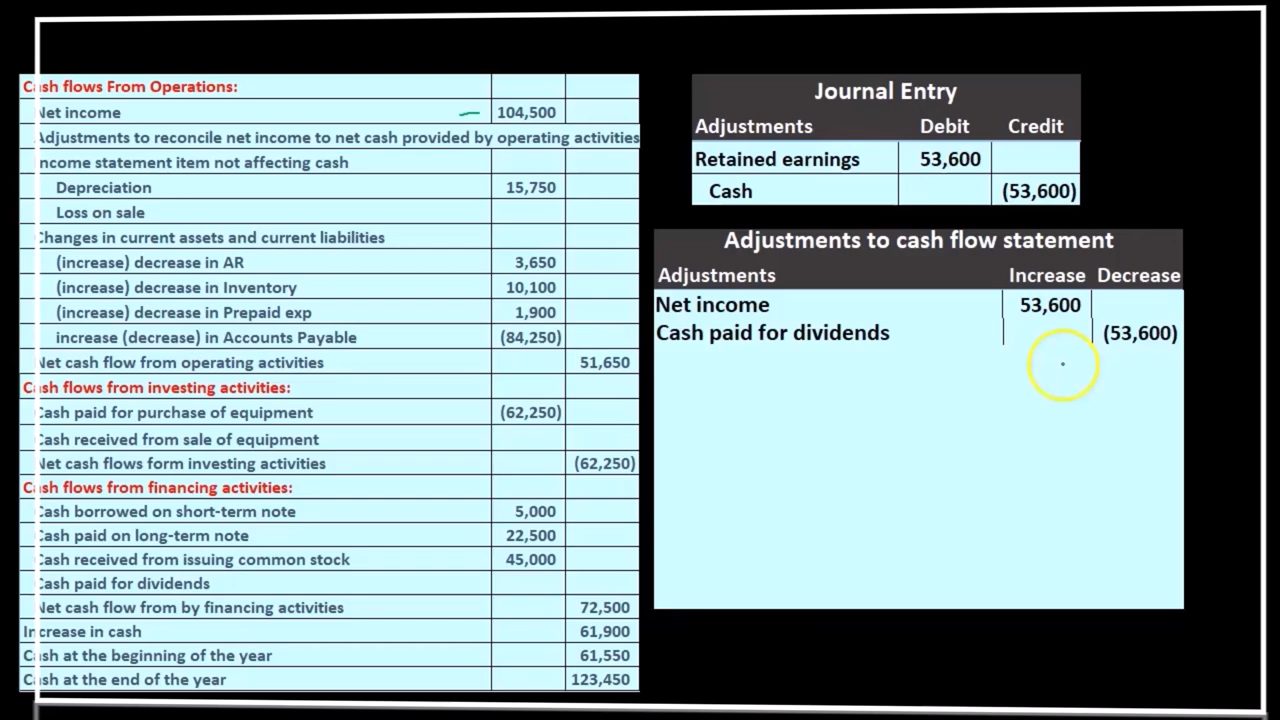 Cash flows From Operations:
Net income 104,500
Adjustments to reconcile net income to net cash provided by operating activities
Income statement item not affecting cash
Depreciation 15,750
Loss on sale
Changes in current assets and current liabilities
(increase) decrease in AR 3,650
(increase) decrease in Inventory 10,100
(increase) decrease in Prepaid exp 1,900
increase (decrease) in Accounts Payable (84,250)
Net cash flow from operating activities 51,650
Cash flows from investing activities:
Cash paid for purchase of equipment (62,250)
Cash received from sale of equipment
Net cash flows form investing activities (62,250)
Cash flows from financing activities:
Cash borrowed on short-term note 5,000
Cash paid on long-term note 22,500
Cash received from issuing common stock 45,000
Cash paid for dividends
Net cash flow from by financing activities 72,500
Increase in cash 61,900
Cash at the beginning of the year 61,550
Cash at the end of the year 123,450
Journal Entry
Adjustments Debit Credit
Retained earnings 53,600
Cash (53,600)
Adjustments to cash flow statement
Adjustments Increase Decrease
Net income 53,600
Cash paid for dividends (53,600)